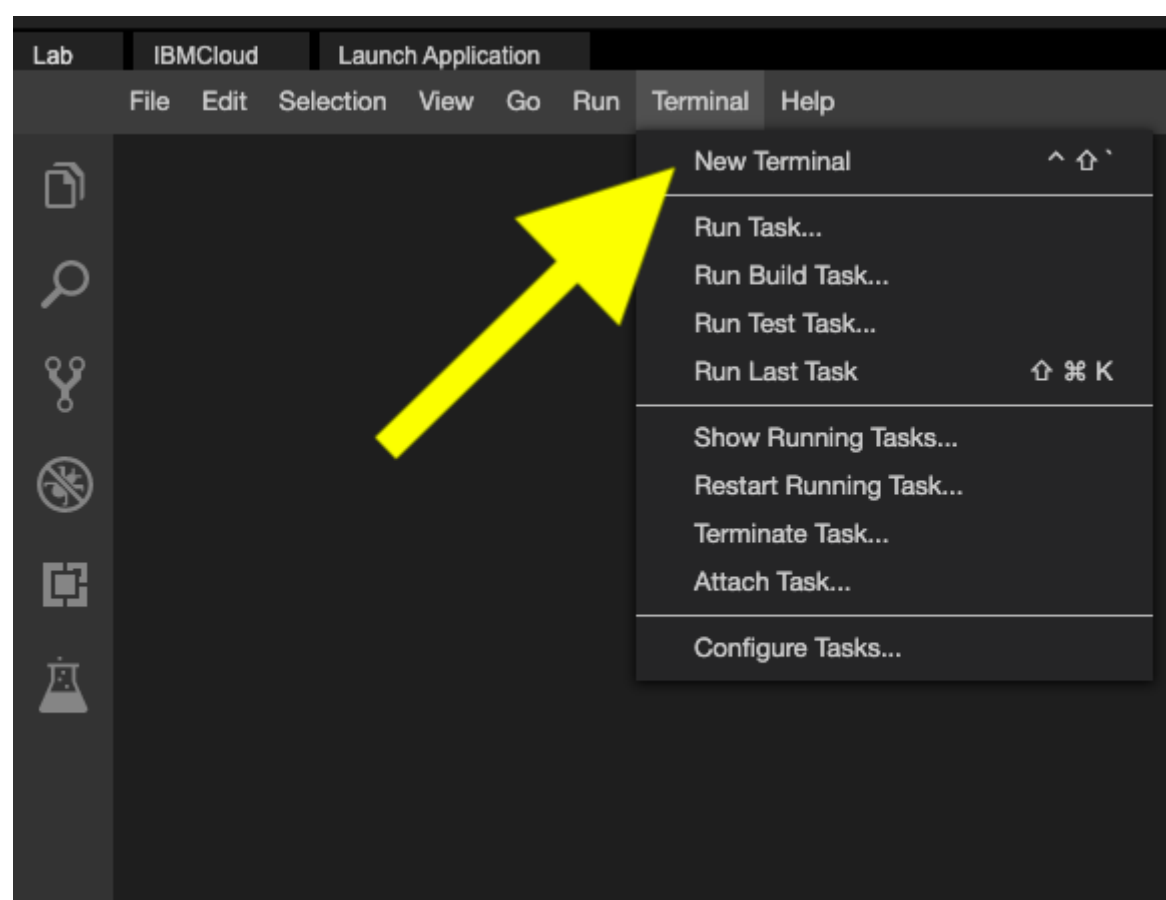 Lab IBMCloud Launch Application
File Edit Selection View Go Run Terminal Help
New Terminal ^ ⇧ `
Run Task...
Run Build Task...
Run Test Task...
Run Last Task ⇧ ⌘ K
Show Running Tasks...
Restart Running Task...
Terminate Task...
Attach Task...
Configure Tasks...